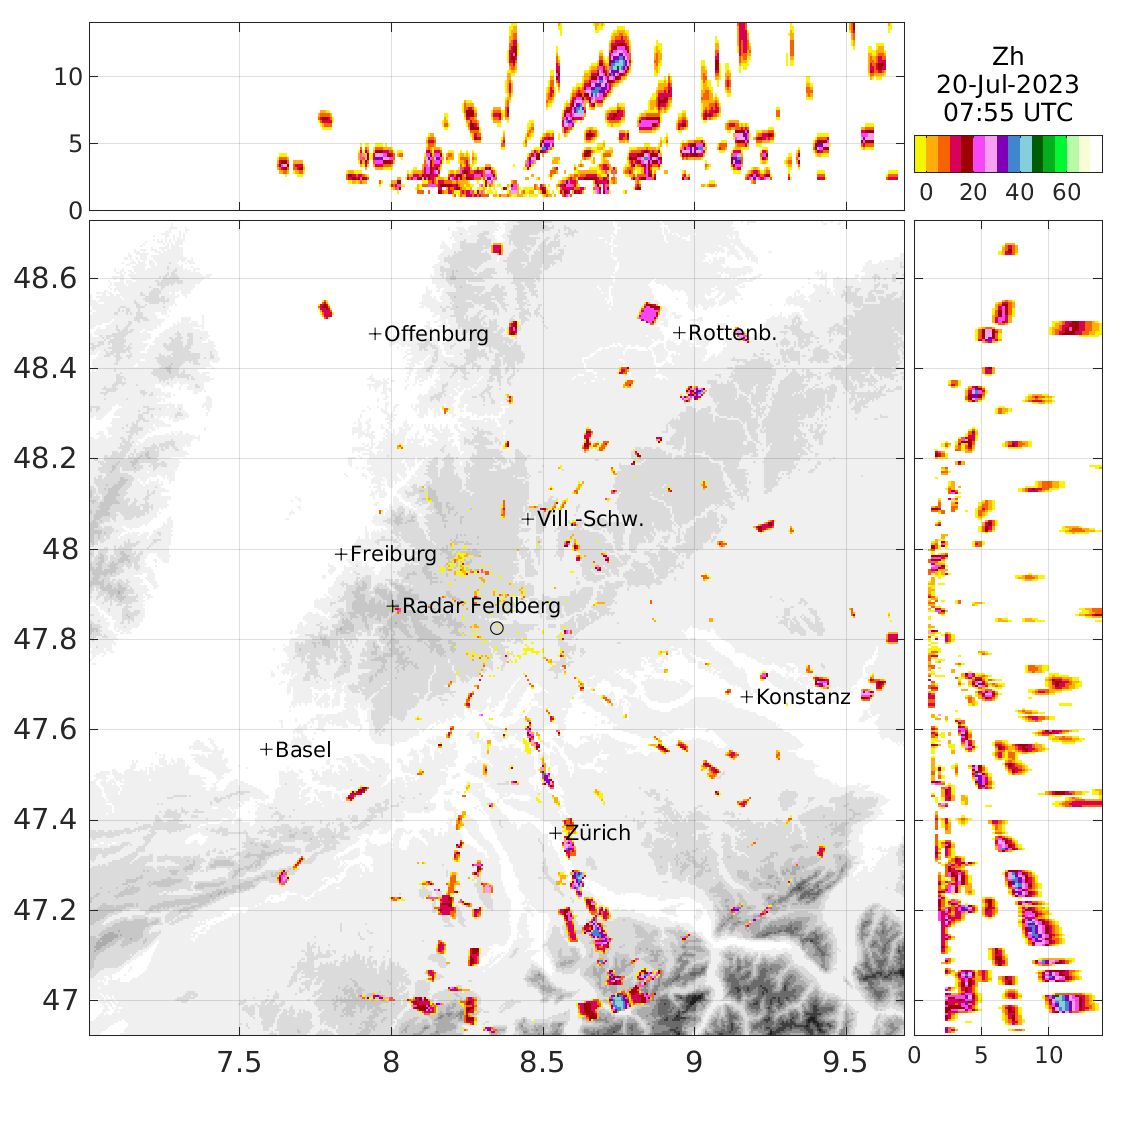 Zh
20-Jul-2023
07:55 UTC
0 20 40 60
10
5
0
48.6
48.4
48.2
48
47.8
47.6
47.4
47.2
47
+Offenburg
+Rottenb.
+Vill.-Schw.
+Freiburg
+Radar Feldberg
+Konstanz
+Basel
+Zürich
7.5 8 8.5 9 9.5
0 5 10